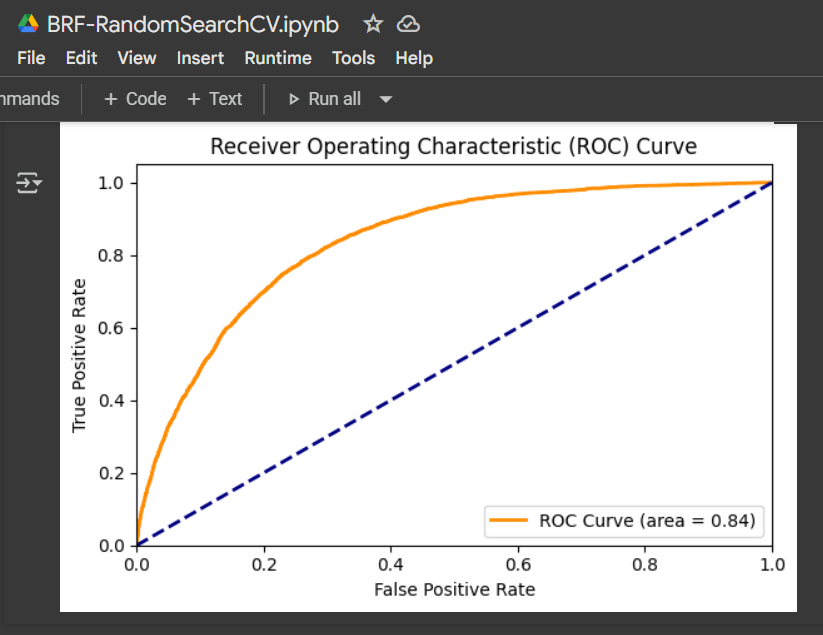 BRF-RandomSearchCV.ipynb
File Edit View Insert Runtime Tools Help
nmands + Code + Text Run all
Receiver Operating Characteristic (ROC) Curve
1.0
0.8
0.6
0.4
0.2
0.0
True Positive Rate
ROC Curve (area = 0.84)
0.0 0.2 0.4 0.6 0.8 1.0
False Positive Rate